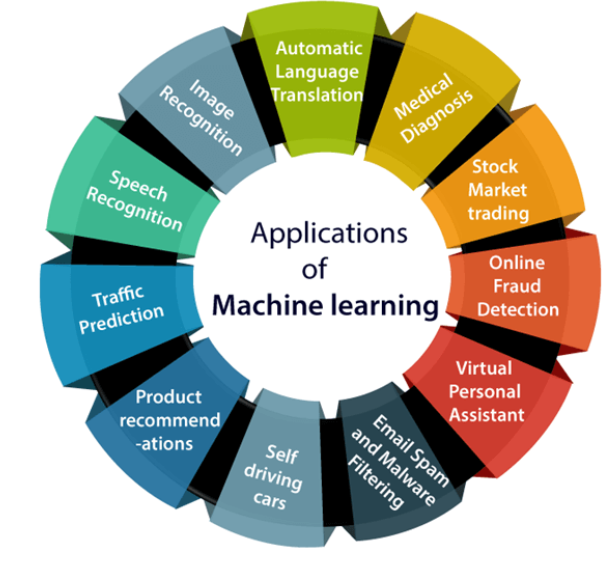 Applications
of
Machine learning
Automatic
Language
Translation
Medical
Diagnosis
Stock
Market
trading
Online
Fraud
Detection
Virtual
Personal
Assistant
Email Spam
and Malware
Filtering
Self
driving
cars
Product
recommend
-ations
Traffic
Prediction
Speech
Recognition
Image
Recognition